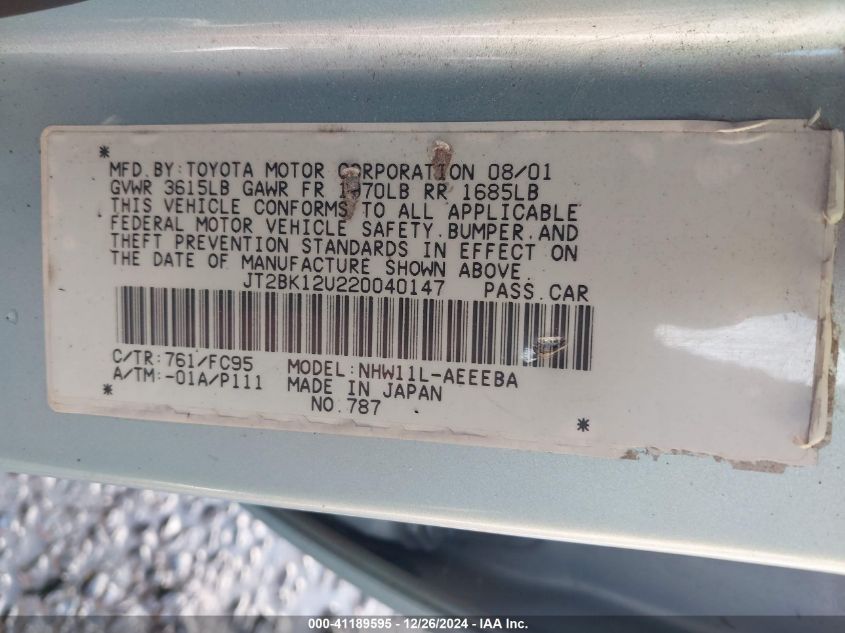 *
MFD.BY:TOYOTA MOTOR CORPORATION 08/01
GVWR 3615LB GAWR FR 1970LB RR 1685LB
THIS VEHICLE CONFORMS TO ALL APPLICABLE
FEDERAL MOTOR VEHICLE SAFETY.BUMPER.AND
THEFT PREVENTION STANDARDS IN EFFECT ON
THE DATE OF MANUFACTURE SHOWN ABOVE.
JT2BK12U220040147 PASS.CAR
C/TR:761/FC95 MODEL:NHW11L-AEEEBA
A/TM:-01A/P111 MADE IN JAPAN
* NO.787 *
000-41189595 - 12/26/2024 - IAA Inc.